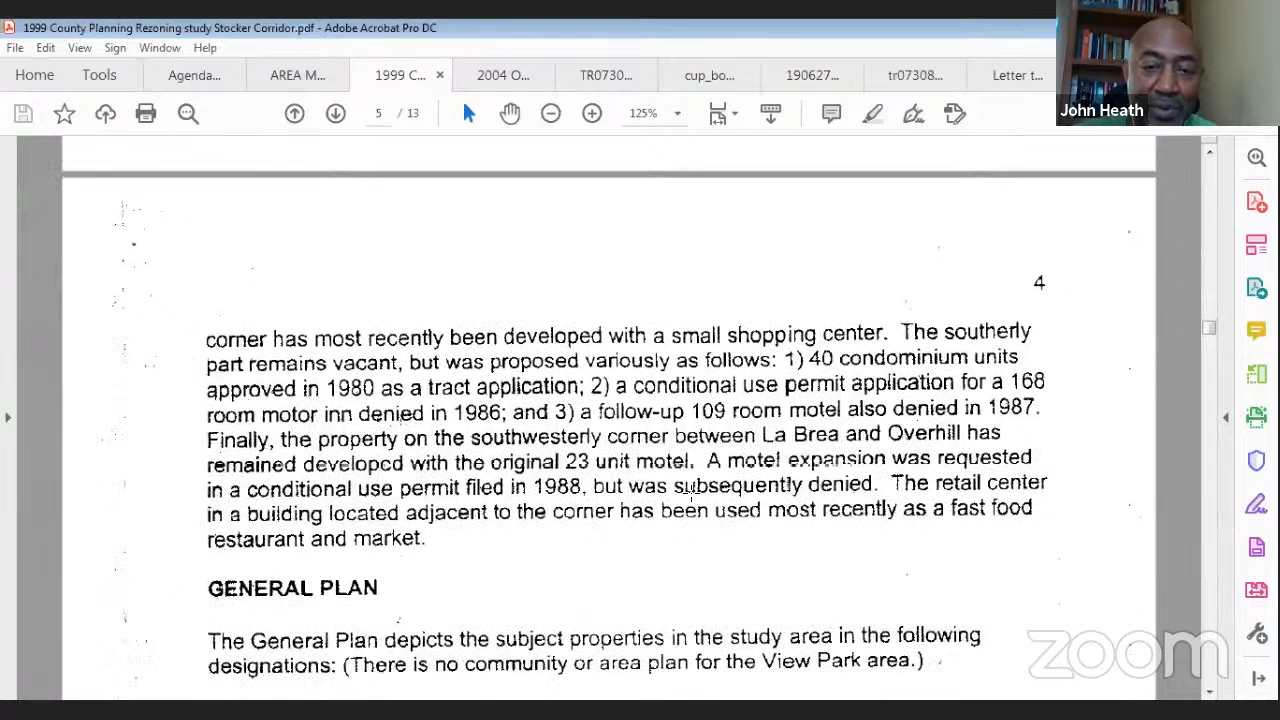 1999 County Planning Rezoning study Stocker Corridor.pdf - Adobe Acrobat Pro DC
File Edit View Sign Window Help
Home Tools Agenda... AREA M... 1999 C... × 2004 O... TR0730... cup_bo... 190627... tr07308... Letter t
5 / 13 125%
John Heath
4
corner has most recently been developed with a small shopping center. The southerly
part remains vacant, but was proposed variously as follows: 1) 40 condominium units
approved in 1980 as a tract application; 2) a conditional use permit application for a 168
room motor inn denied in 1986; and 3) a follow-up 109 room motel also denied in 1987.
Finally, the property on the southwesterly corner between La Brea and Overhill has
remained developed with the original 23 unit motel. A motel expansion was requested
in a conditional use permit filed in 1988, but was subsequently denied. The retail center
in a building located adjacent to the corner has been used most recently as a fast food
restaurant and market.
GENERAL PLAN
The General Plan depicts the subject properties in the study area in the following
designations: (There is no community or area plan for the View Park area.)
zoom